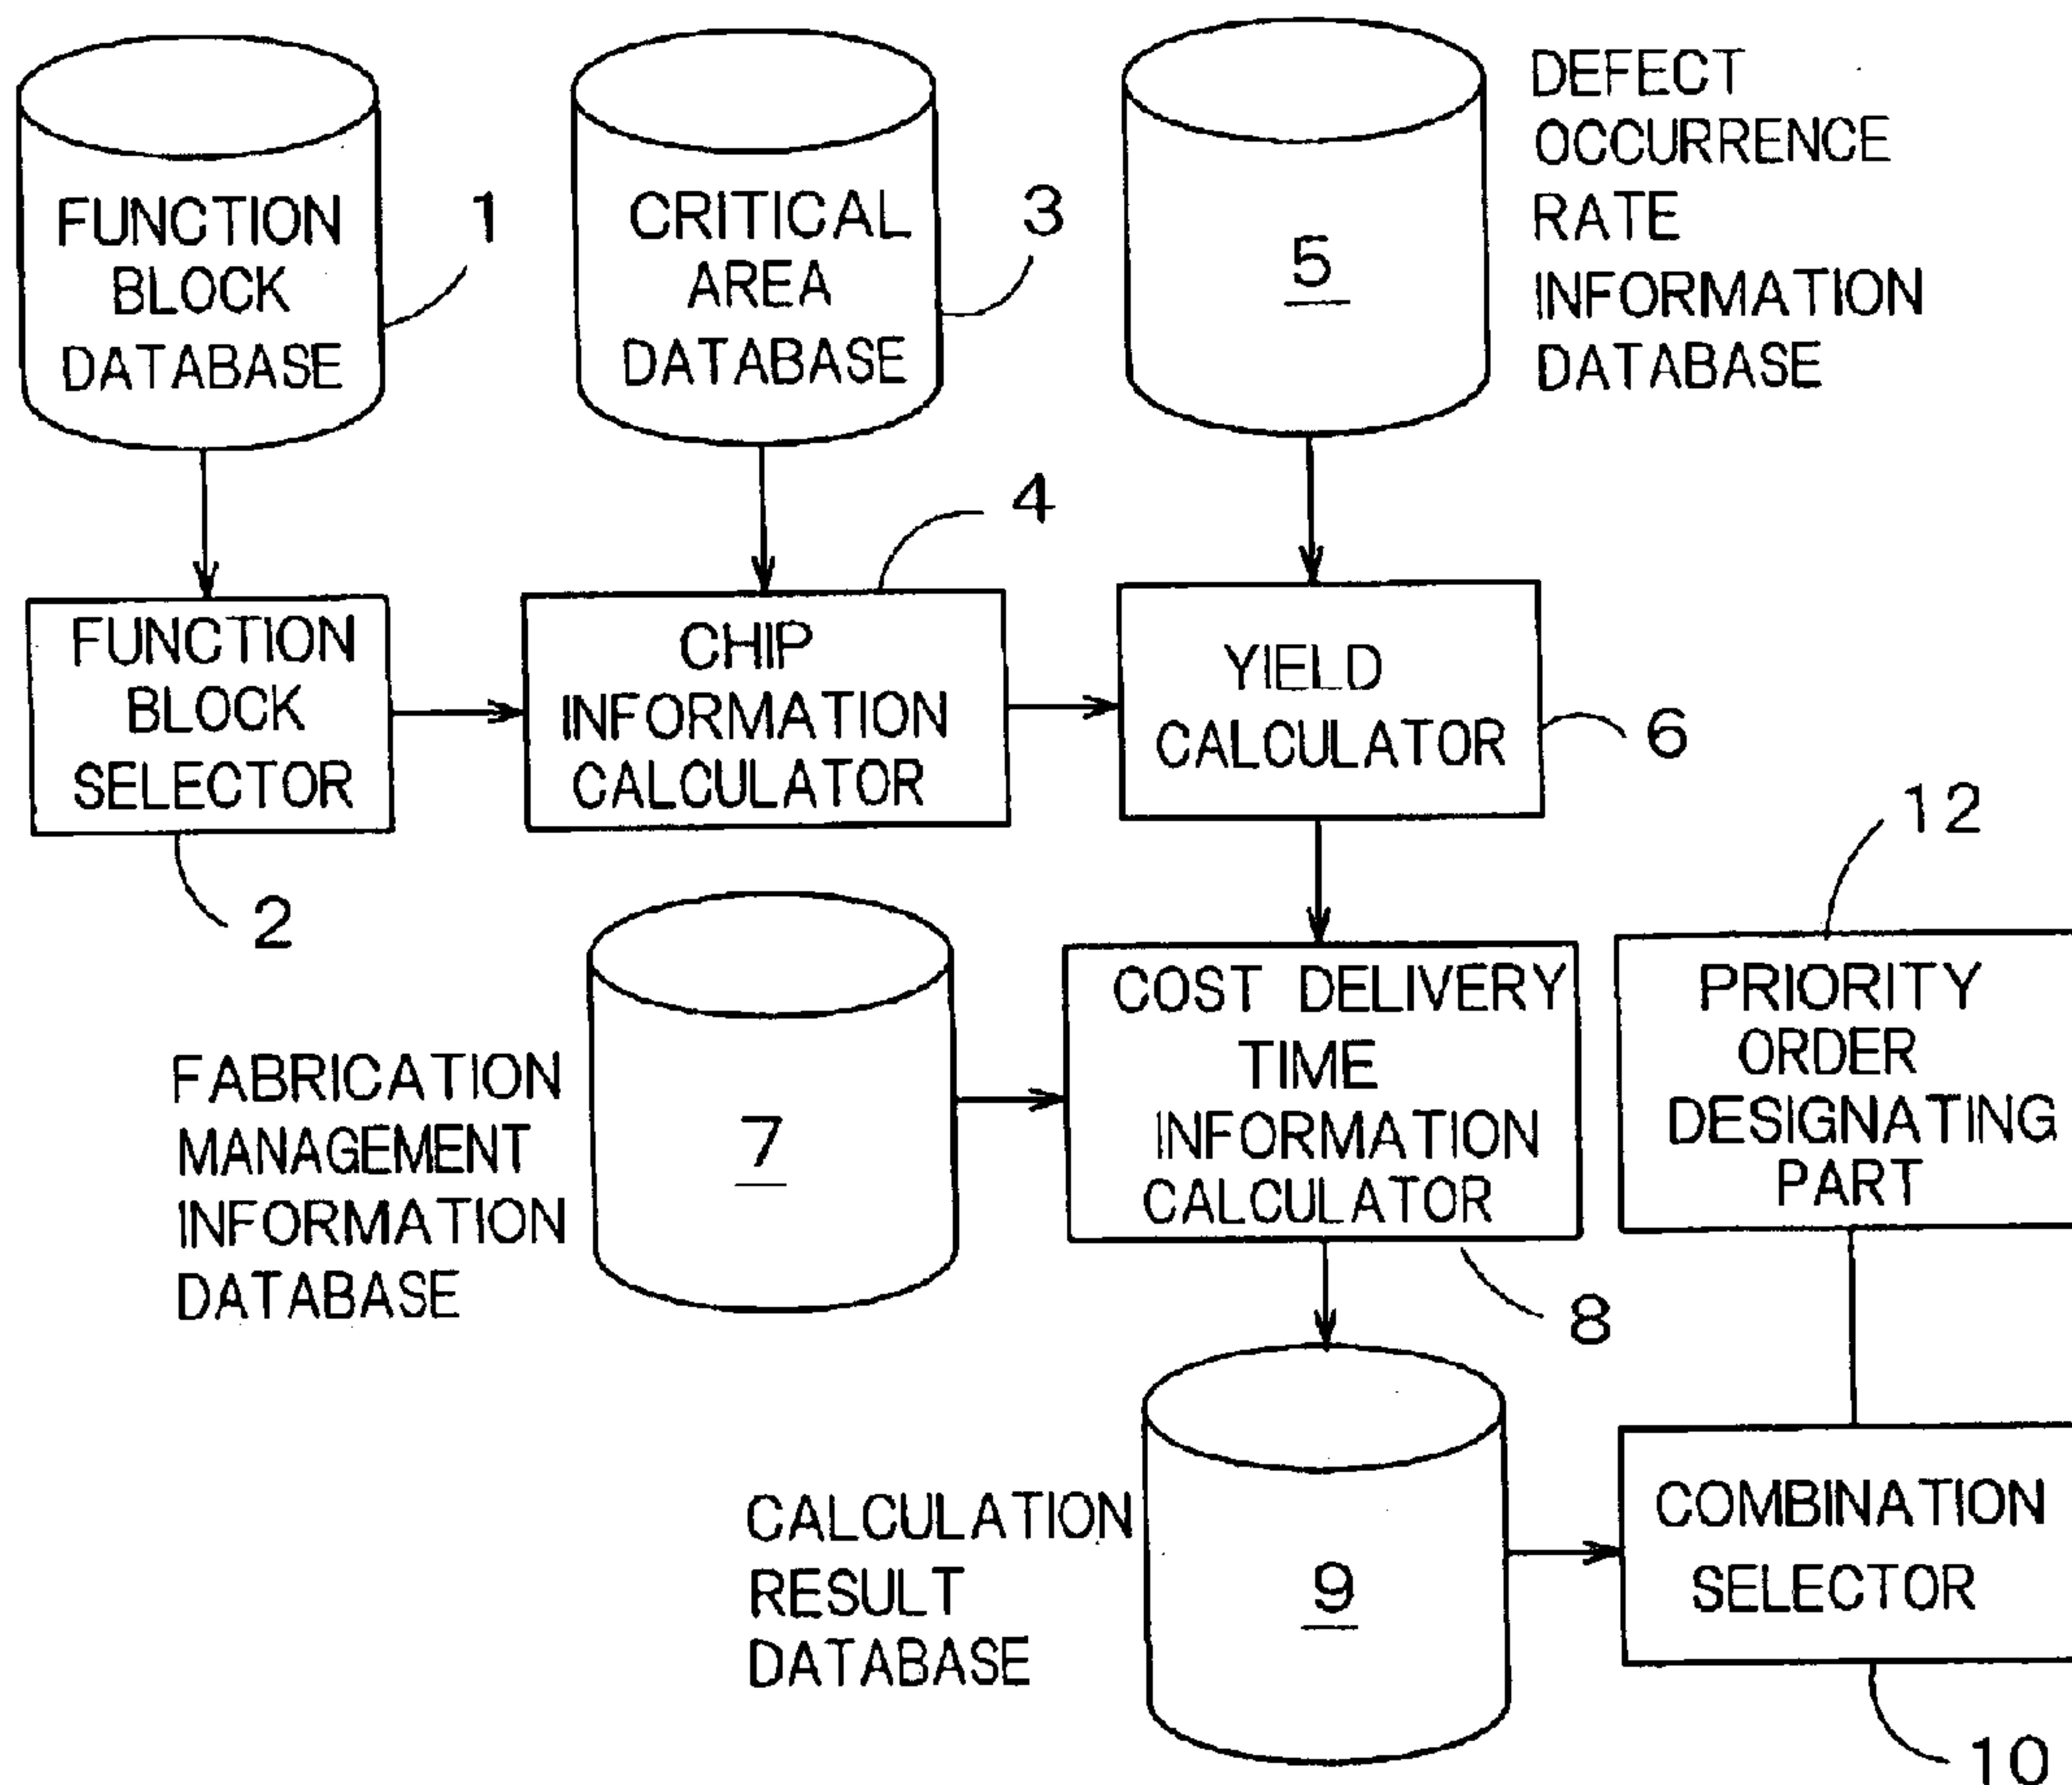 FUNCTION
BLOCK
DATABASE
1
CRITICAL
AREA
DATABASE
3
5
DEFECT
OCCURRENCE
RATE
INFORMATION
DATABASE
FUNCTION
BLOCK
SELECTOR
2
CHIP
INFORMATION
CALCULATOR
4
YIELD
CALCULATOR
6
FABRICATION
MANAGEMENT
INFORMATION
DATABASE
7
COST DELIVERY
TIME
INFORMATION
CALCULATOR
8
12
PRIORITY
ORDER
DESIGNATING
PART
CALCULATION
RESULT
DATABASE
9
COMBINATION
SELECTOR
10